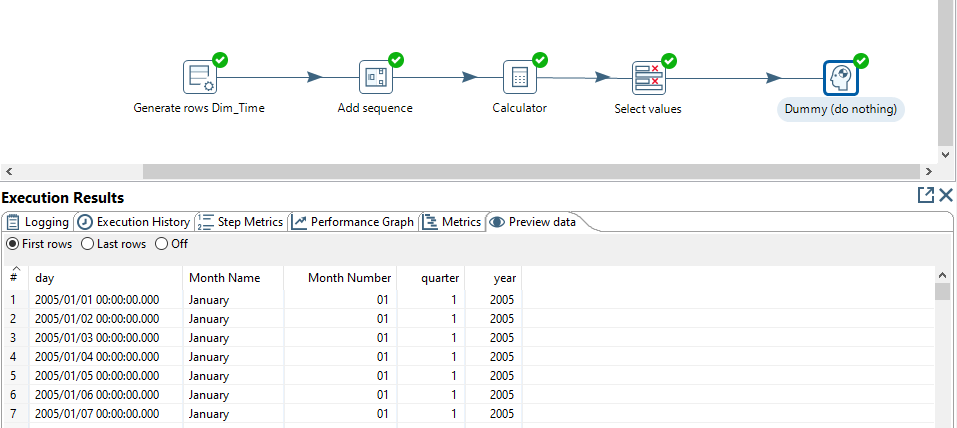 Generate rows Dim_Time Add sequence Calculator Select values Dummy (do nothing)
Execution Results
Logging Execution History Step Metrics Performance Graph Metrics Preview data
First rows Last rows Off
# day Month Name Month Number quarter year
1 2005/01/01 00:00:00.000 January 01 1 2005
2 2005/01/02 00:00:00.000 January 01 1 2005
3 2005/01/03 00:00:00.000 January 01 1 2005
4 2005/01/04 00:00:00.000 January 01 1 2005
5 2005/01/05 00:00:00.000 January 01 1 2005
6 2005/01/06 00:00:00.000 January 01 1 2005
7 2005/01/07 00:00:00.000 January 01 1 2005